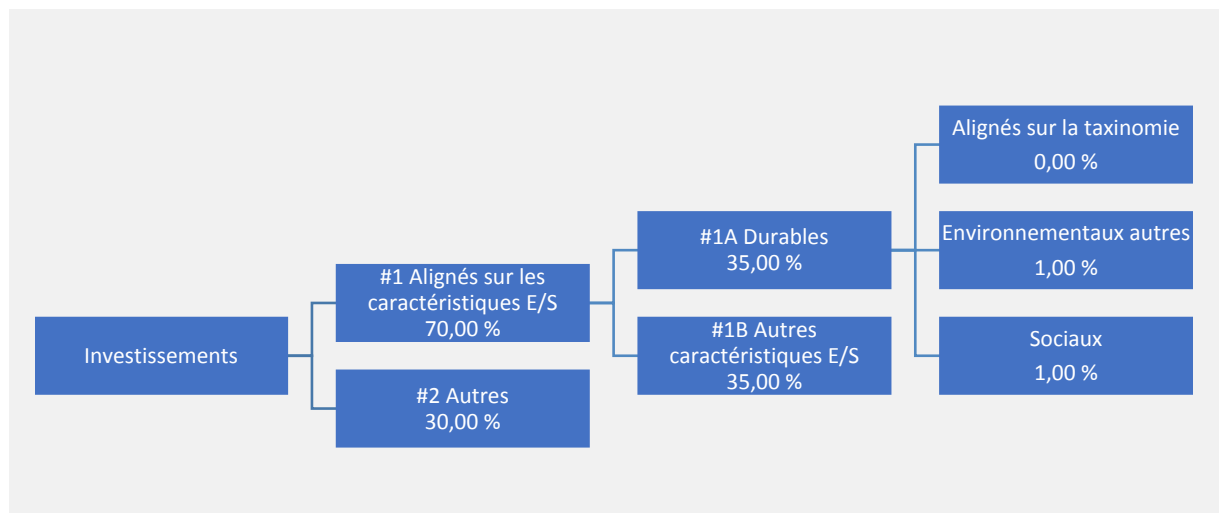 Investissements
#1 Alignés sur les
caractéristiques E/S
70,00 %
#2 Autres
30,00 %
#1A Durables
35,00 %
#1B Autres
caractéristiques E/S
35,00 %
Alignés sur la taxinomie
0,00 %
Environnementaux autres
1,00 %
Sociaux
1,00 %